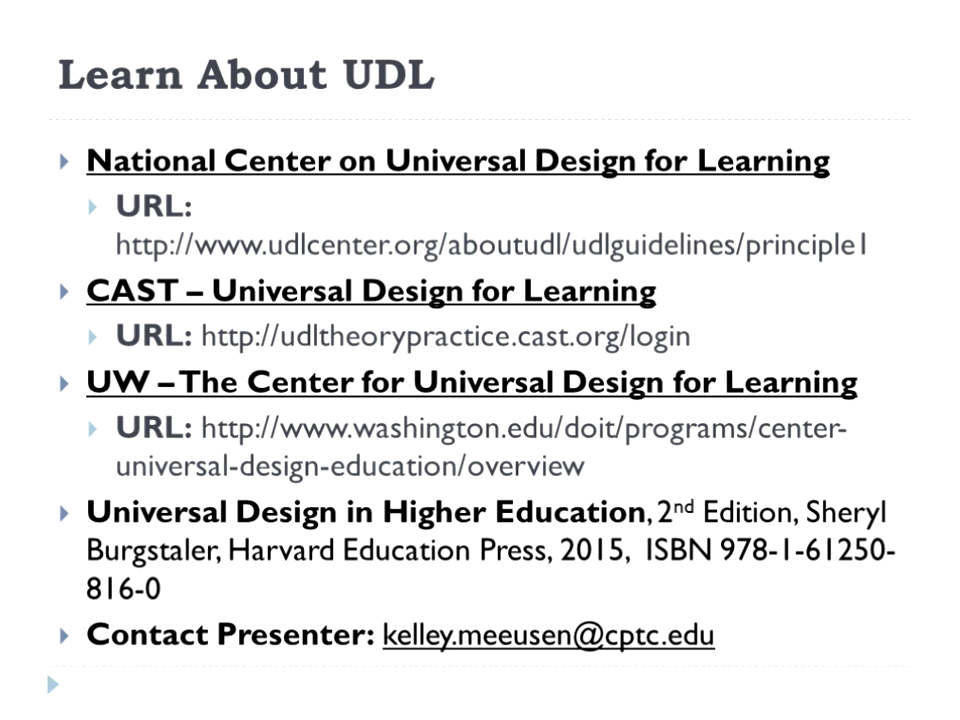 Learn About UDL
National Center on Universal Design for Learning
URL:
http://www.udlcenter.org/aboutudl/udlguidelines/principle1
CAST – Universal Design for Learning
URL: http://udltheorypractice.cast.org/login
UW – The Center for Universal Design for Learning
URL: http://www.washington.edu/doit/programs/center-
universal-design-education/overview
Universal Design in Higher Education, 2nd Edition, Sheryl
Burgstaler, Harvard Education Press, 2015, ISBN 978-1-61250-
816-0
Contact Presenter: kelley.meeusen@cptc.edu